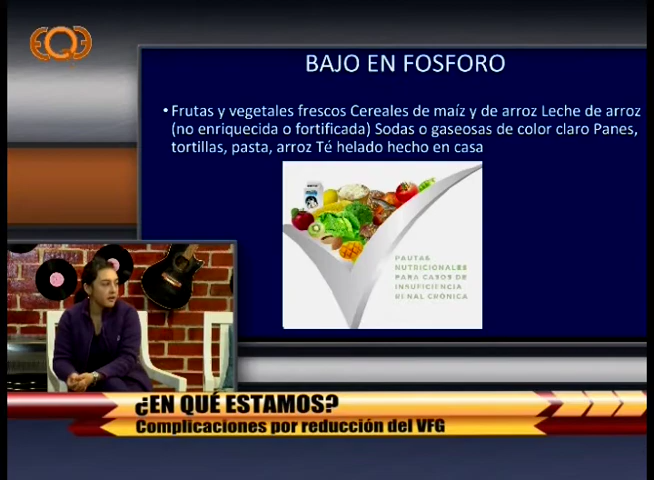 EQE
BAJO EN FOSFORO
• Frutas y vegetales frescos Cereales de maíz y de arroz Leche de arroz
(no enriquecida o fortificada) Sodas o gaseosas de color claro Panes,
tortillas, pasta, arroz Té helado hecho en casa
PAUTAS
NUTRICIONALES
PARA CASOS DE
INSUFICIENCIA
RENAL CRÓNICA
¿EN QUÉ ESTAMOS?
Complicaciones por reducción del VFG